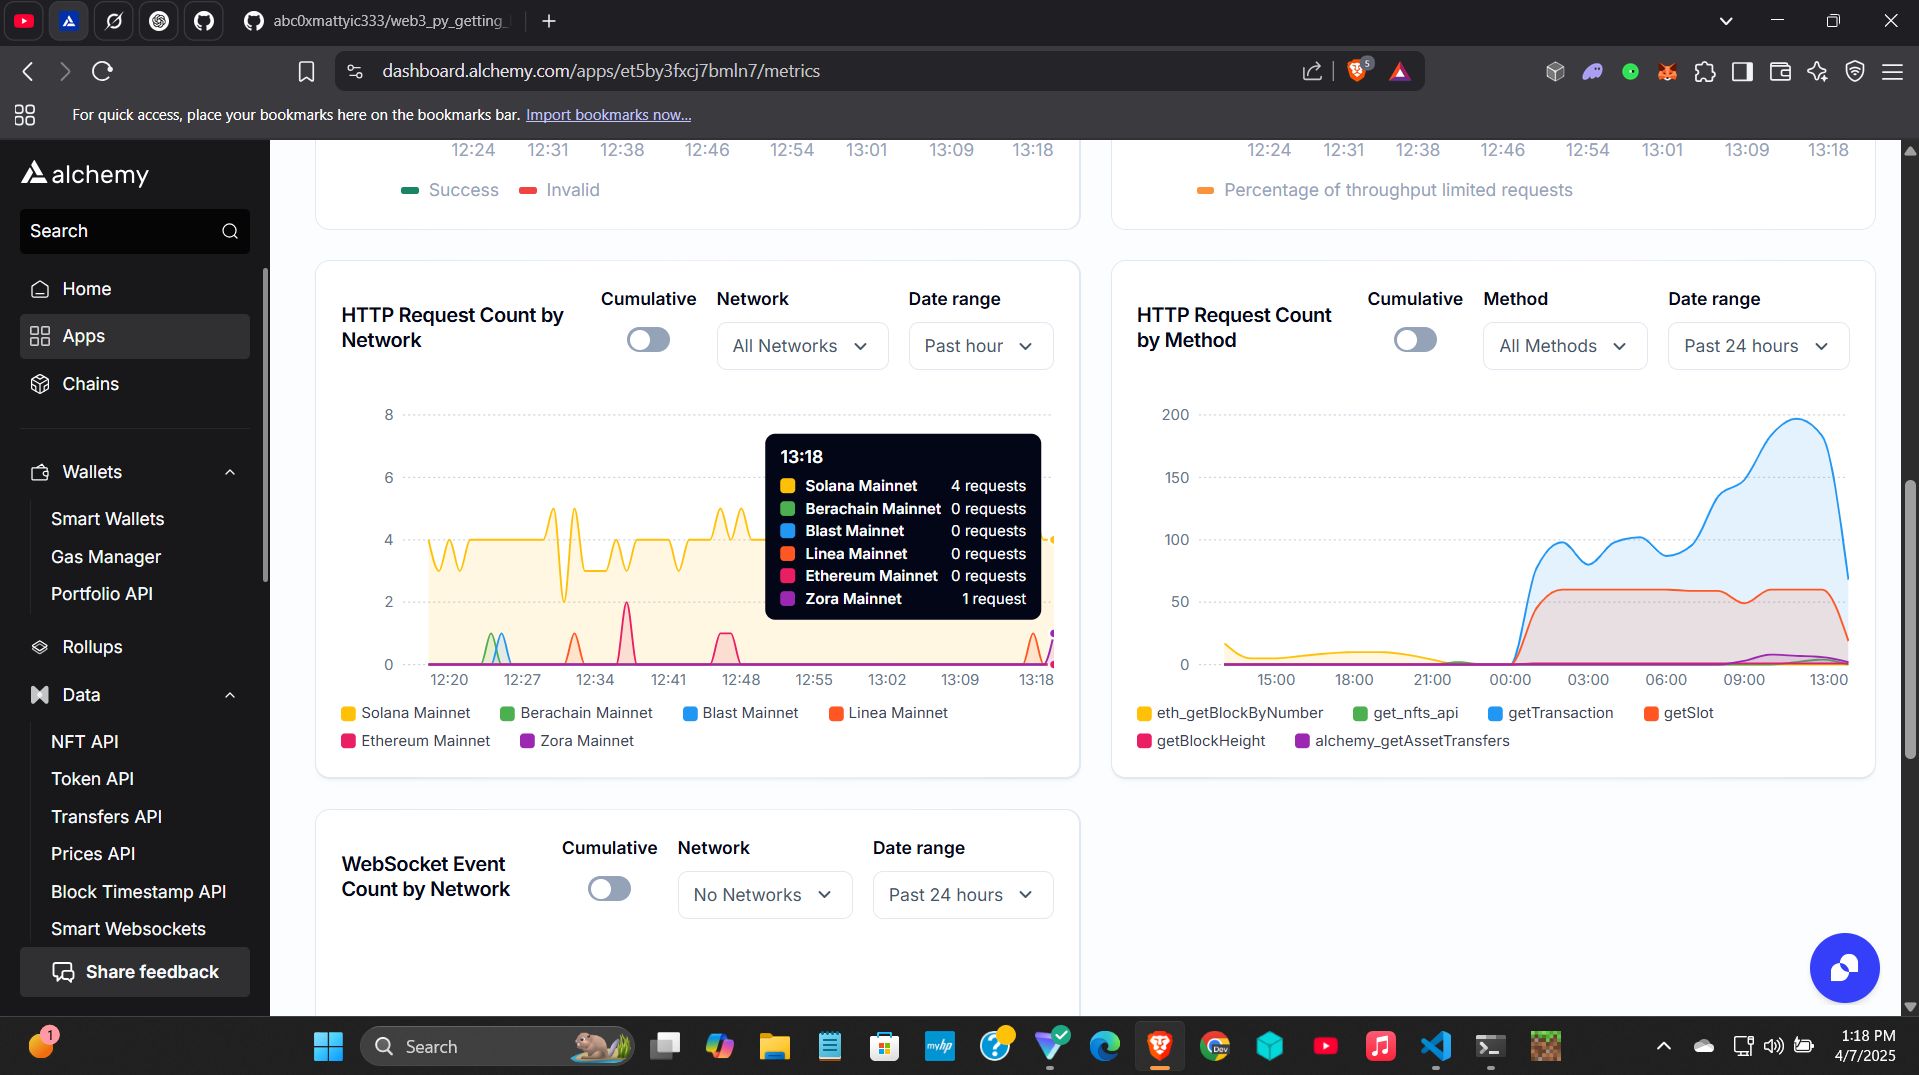 abc0xmattyic333/web3_py_getting_
dashboard.alchemy.com/apps/et5by3fxcj7bmln7/metrics
5
For quick access, place your bookmarks here on the bookmarks bar. Import bookmarks now...
alchemy
Search
Home
Apps
Chains
Wallets
Smart Wallets
Gas Manager
Portfolio API
Rollups
Data
NFT API
Token API
Transfers API
Prices API
Block Timestamp API
Smart Websockets
Share feedback
12:24 12:31 12:38 12:46 12:54 13:01 13:09 13:18
Success Invalid
12:24 12:31 12:38 12:46 12:54 13:01 13:09 13:18
Percentage of throughput limited requests
HTTP Request Count by
Network
Cumulative
Network
All Networks
Date range
Past hour
8
6
4
2
0
13:18
Solana Mainnet 4 requests
Berachain Mainnet 0 requests
Blast Mainnet 0 requests
Linea Mainnet 0 requests
Ethereum Mainnet 0 requests
Zora Mainnet 1 request
12:20 12:27 12:34 12:41 12:48 12:55 13:02 13:09 13:18
Solana Mainnet Berachain Mainnet Blast Mainnet Linea Mainnet
Ethereum Mainnet Zora Mainnet
HTTP Request Count
by Method
Cumulative
Method
All Methods
Date range
Past 24 hours
200
150
100
50
0
15:00 18:00 21:00 00:00 03:00 06:00 09:00 13:00
eth_getBlockByNumber get_nfts_api getTransaction getSlot
getBlockHeight alchemy_getAssetTransfers
WebSocket Event
Count by Network
Cumulative
Network
No Networks
Date range
Past 24 hours
1
Search
myhp
Dev
1:18 PM
4/7/2025